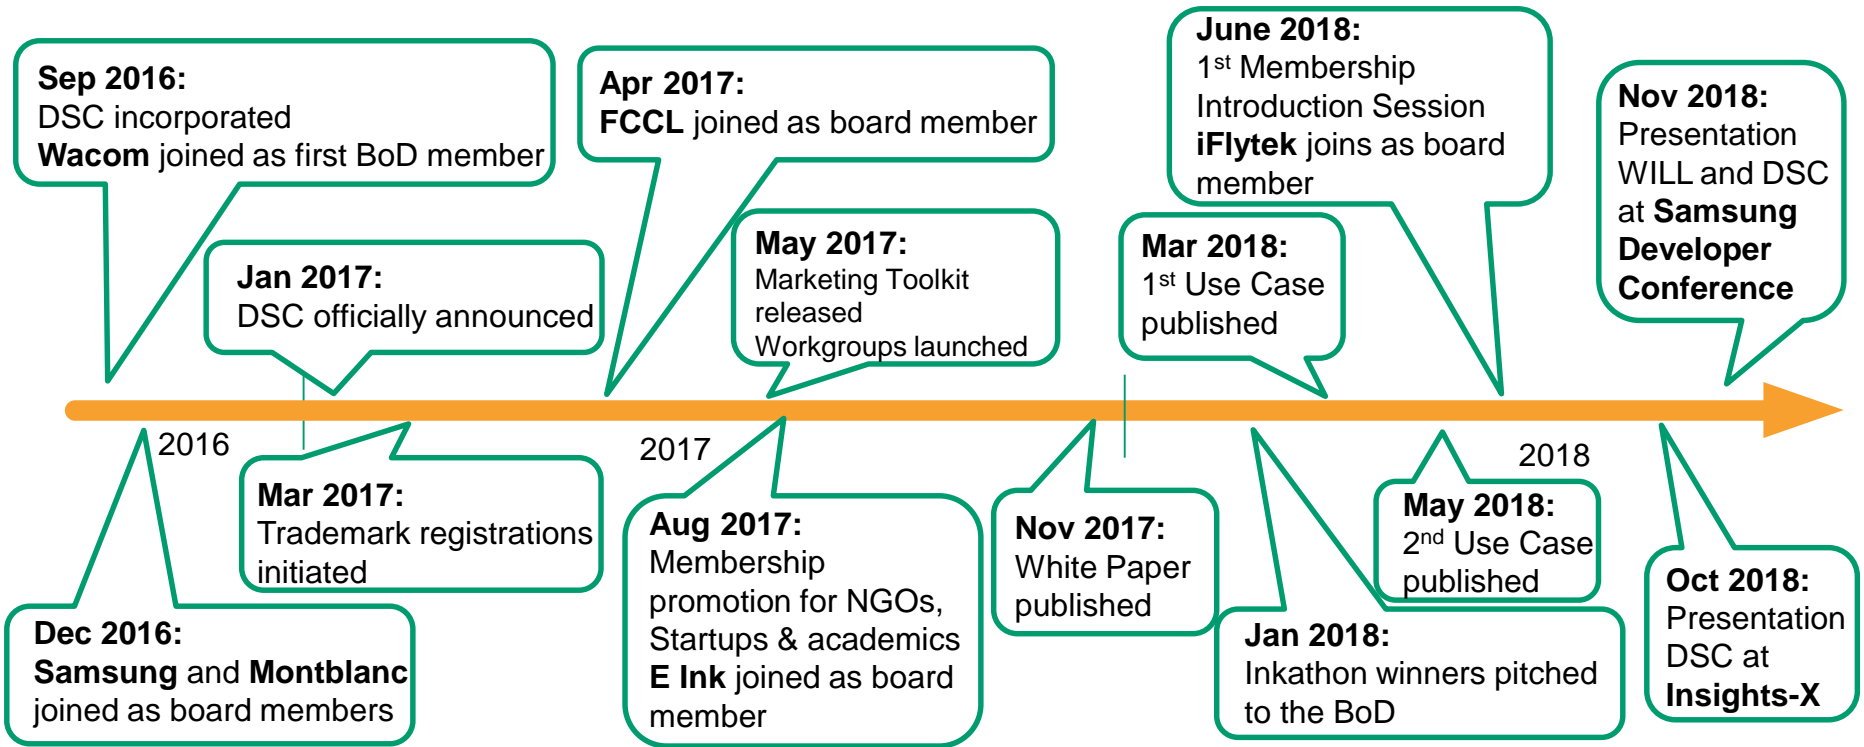 Sep 2016:
DSC incorporated
Wacom joined as first BoD member
Apr 2017:
FCCL joined as board member
June 2018:
1st Membership
Introduction Session
iFlytek joins as board
member
Nov 2018:
Presentation
WILL and DSC
at Samsung
Developer
Conference
Jan 2017:
DSC officially announced
May 2017:
Marketing Toolkit
released
Workgroups launched
Mar 2018:
1st Use Case
published
2016
2017
2018
Mar 2017:
Trademark registrations
initiated
Dec 2016:
Samsung and Montblanc
joined as board members
Aug 2017:
Membership
promotion for NGOs,
Startups & academics
E Ink joined as board
member
Nov 2017:
White Paper
published
Jan 2018:
Inkathon winners pitched
to the BoD
May 2018:
2nd Use Case
published
Oct 2018:
Presentation
DSC at
Insights-X